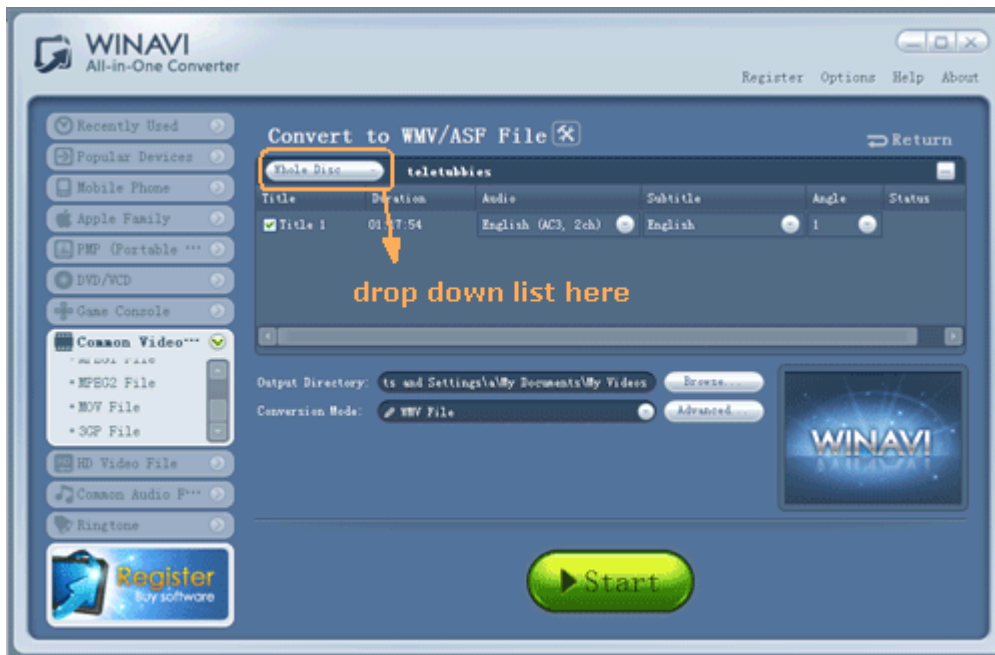 WINAVI
All-in-One Converter
Register Options Help About
Recently Used
Convert to WMV/ASF File
Return
Popular Devices
Whole Disc
teletubbies
Mobile Phone
Title Duration Audio Subtitle Angle Status
Apple Family
Title 1 English (AC3, 2ch) English 1
PMP (Portable ···
DVD/VCD
drop down list here
Game Console
Common Video···
MPEG2 File
MOV File
3GP File
Output Directory: ts and Settings\a\My Documents\My Videos Browse...
Conversion Mode: WMV File Advanced...
WINAVI
HD Video File
Common Audio F···
Ringtone
Register
Buy software
Start